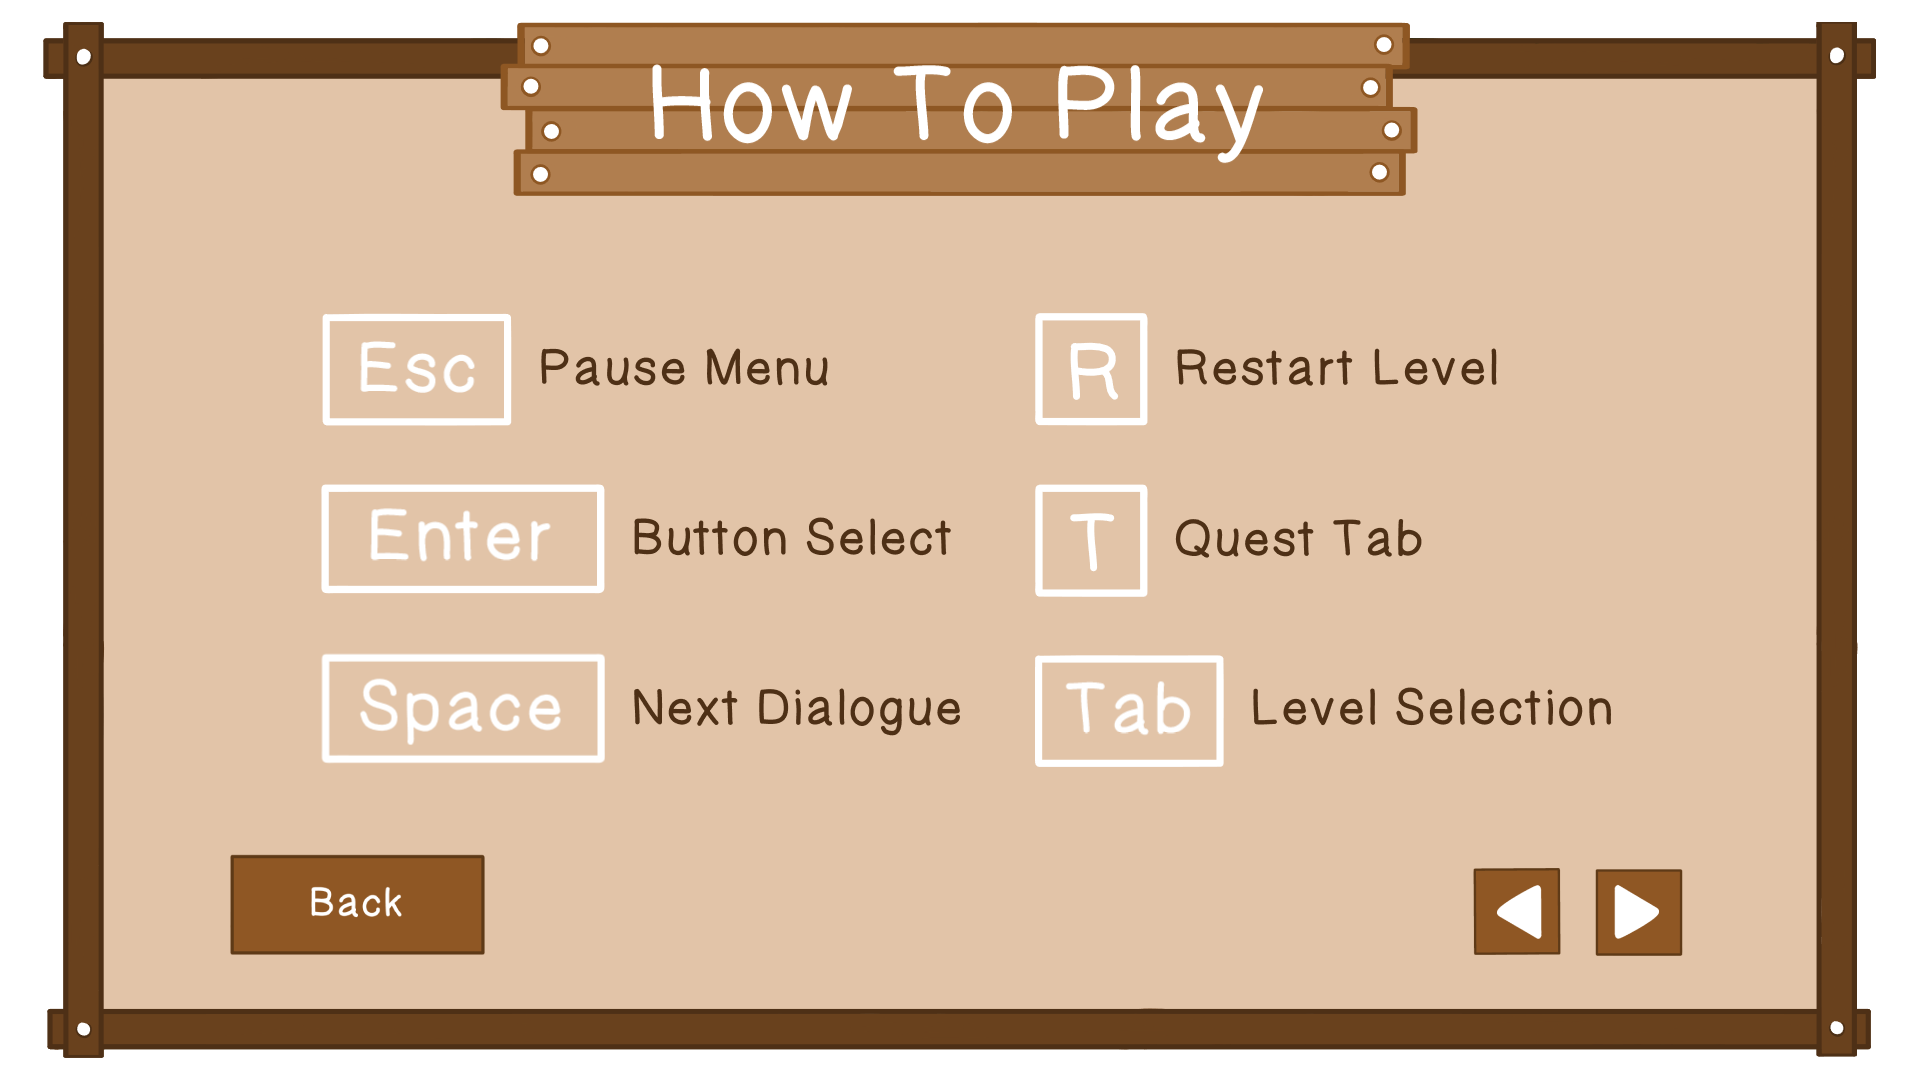 How To Play
Esc Pause Menu
R Restart Level
Enter Button Select
T Quest Tab
Space Next Dialogue
Tab Level Selection
Back